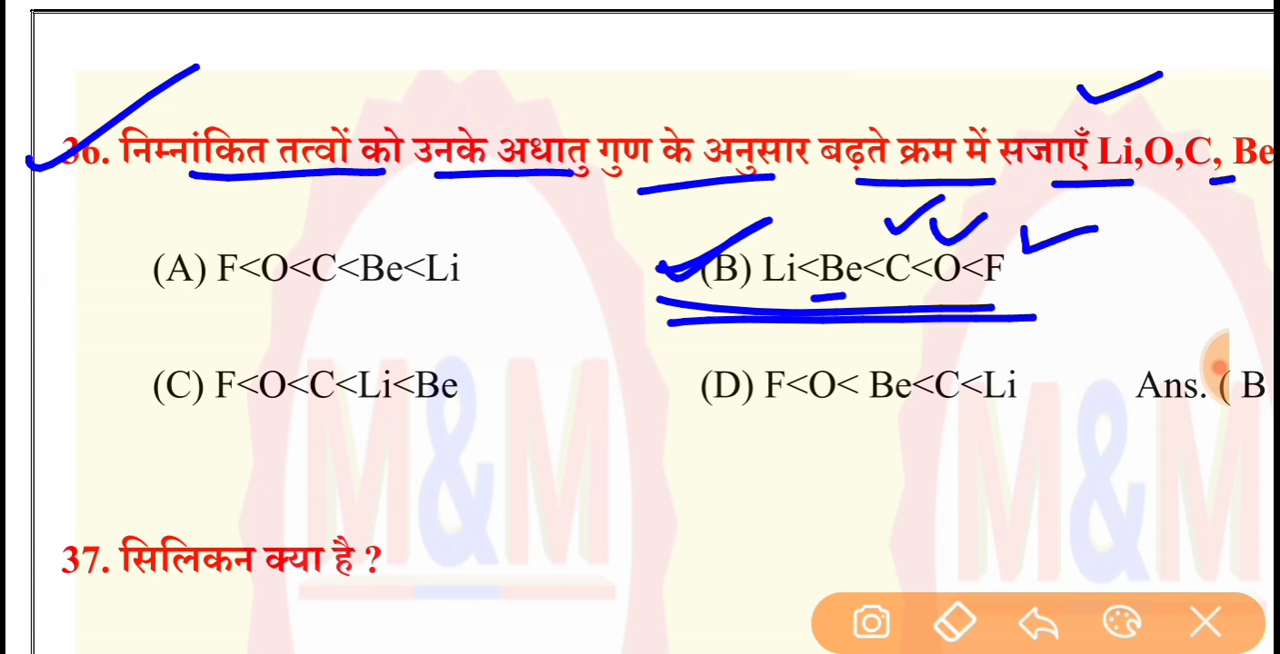 36. निम्नांकित तत्वों को उनके अधातु गुण के अनुसार बढ़ते क्रम में सजाएँ Li,O,C, Be
(A) F<O<C<Be<Li (B) Li<Be<C<O<F
(C) F<O<C<Li<Be (D) F<O< Be<C<Li Ans. ( B
37. सिलिकन क्या है ?
M&M M&M